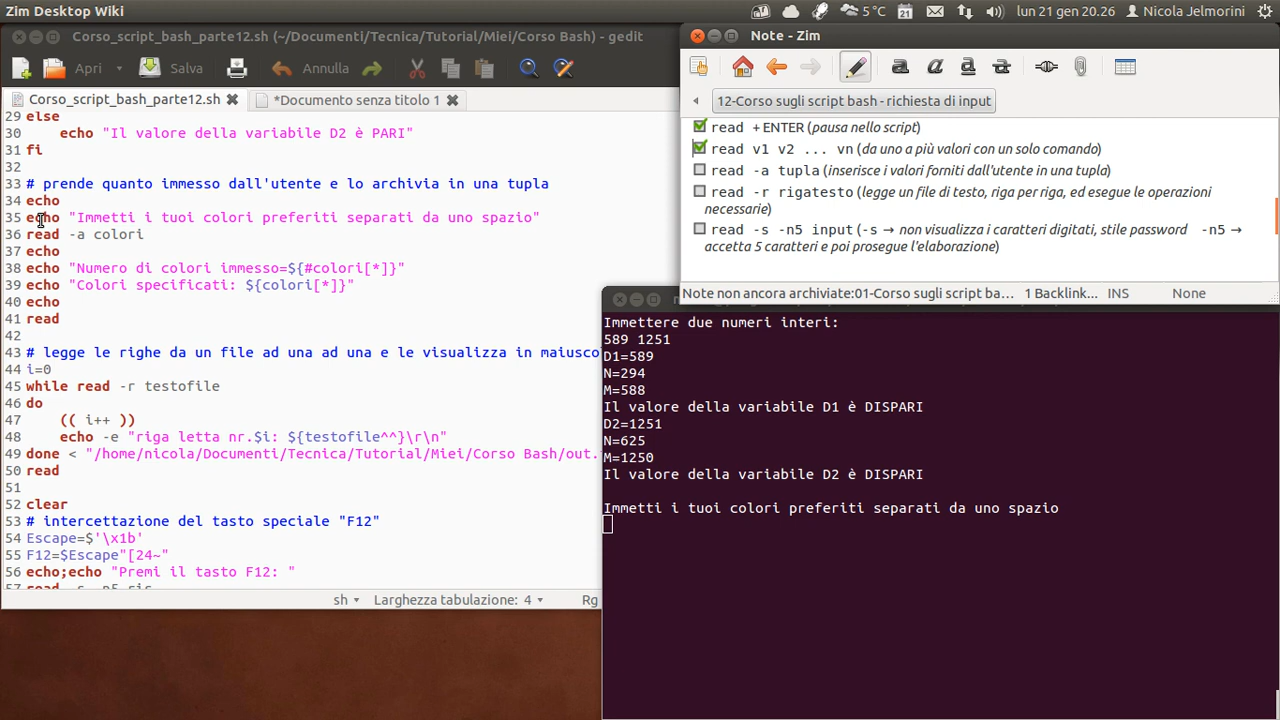 Zim Desktop Wiki
5 °C
21
lun 21 gen 20.26
Nicola Jelmorini
Corso_script_bash_parte12.sh (~/Documenti/Tecnica/Tutorial/Miei/Corso Bash) - gedit
Apri
Salva
Annulla
Corso_script_bash_parte12.sh
*Documento senza titolo 1
29 else
30 echo "Il valore della variabile D2 è PARI"
31 fi
32
33 # prende quanto immesso dall'utente e lo archivia in una tupla
34 echo
35 echo "Immetti i tuoi colori preferiti separati da uno spazio"
36 read -a colori
37 echo
38 echo "Numero di colori immesso=${#colori[*]}"
39 echo "Colori specificati: ${colori[*]}"
40 echo
41 read
42
43 # legge le righe da un file ad una ad una e le visualizza in maiusco
44 i=0
45 while read -r testofile
46 do
47 (( i++ ))
48 echo -e "riga letta nr.$i: ${testofile^^}\r\n"
49 done < "/home/nicola/Documenti/Tecnica/Tutorial/Miei/Corso Bash/out.
50 read
51
52 clear
53 # intercettazione del tasto speciale "F12"
54 Escape=$'\x1b'
55 F12=$Escape"[24~"
56 echo;echo "Premi il tasto F12: "
57 read -s -n5 ris
sh
Larghezza tabulazione: 4
Rg
Note - Zim
12-Corso sugli script bash - richiesta di input
read + ENTER (pausa nello script)
read v1 v2 ... vn (da uno a più valori con un solo comando)
read -a tupla (inserisce i valori forniti dall'utente in una tupla)
read -r rigatesto (legge un file di testo, riga per riga, ed esegue le operazioni
necessarie)
read -s -n5 input (-s → non visualizza i caratteri digitati, stile password -n5 →
accetta 5 caratteri e poi prosegue l'elaborazione)
Note non ancora archiviate:01-Corso sugli script ba...
1 Backlink...
INS
None
Immettere due numeri interi:
589 1251
D1=589
N=294
M=588
Il valore della variabile D1 è DISPARI
D2=1251
N=625
M=1250
Il valore della variabile D2 è DISPARI
Immetti i tuoi colori preferiti separati da uno spazio